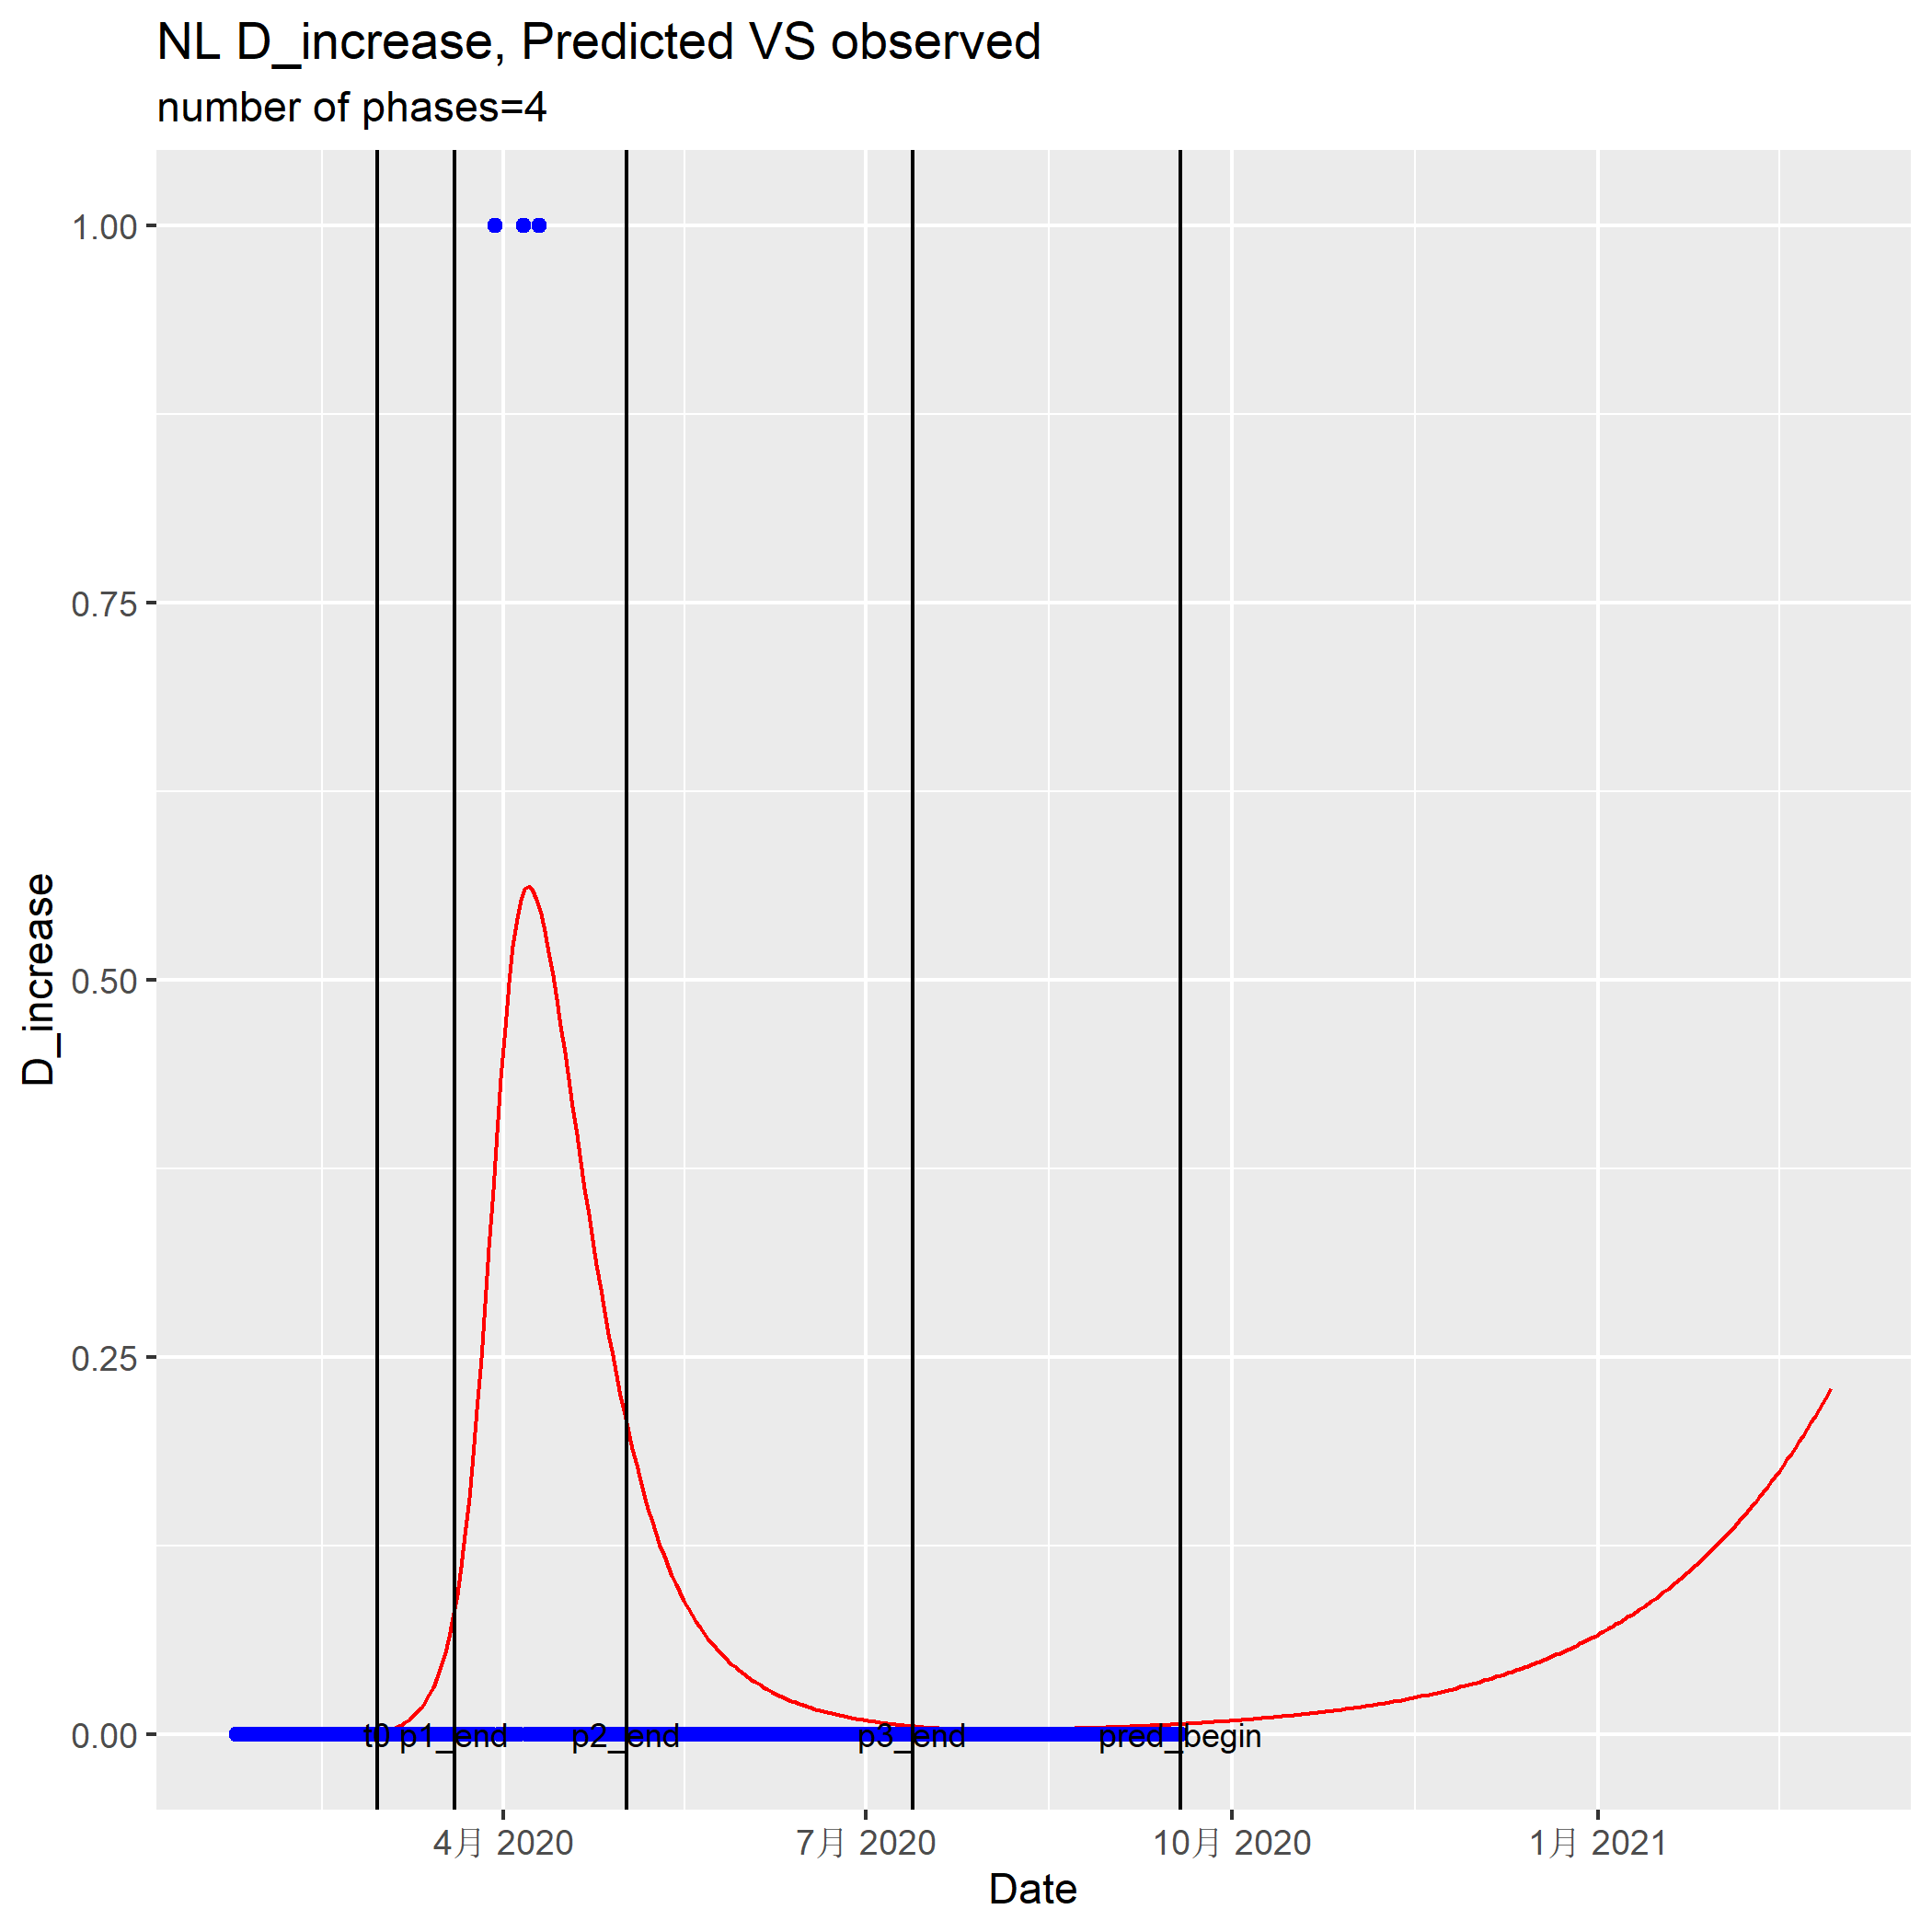 NL D_increase, Predicted VS observed
number of phases=4
1.00
0.75
0.50
0.25
0.00
D_increase
t0 p1_end p2_end p3_end pred_begin
4月 2020 7月 2020 10月 2020 1月 2021
Date